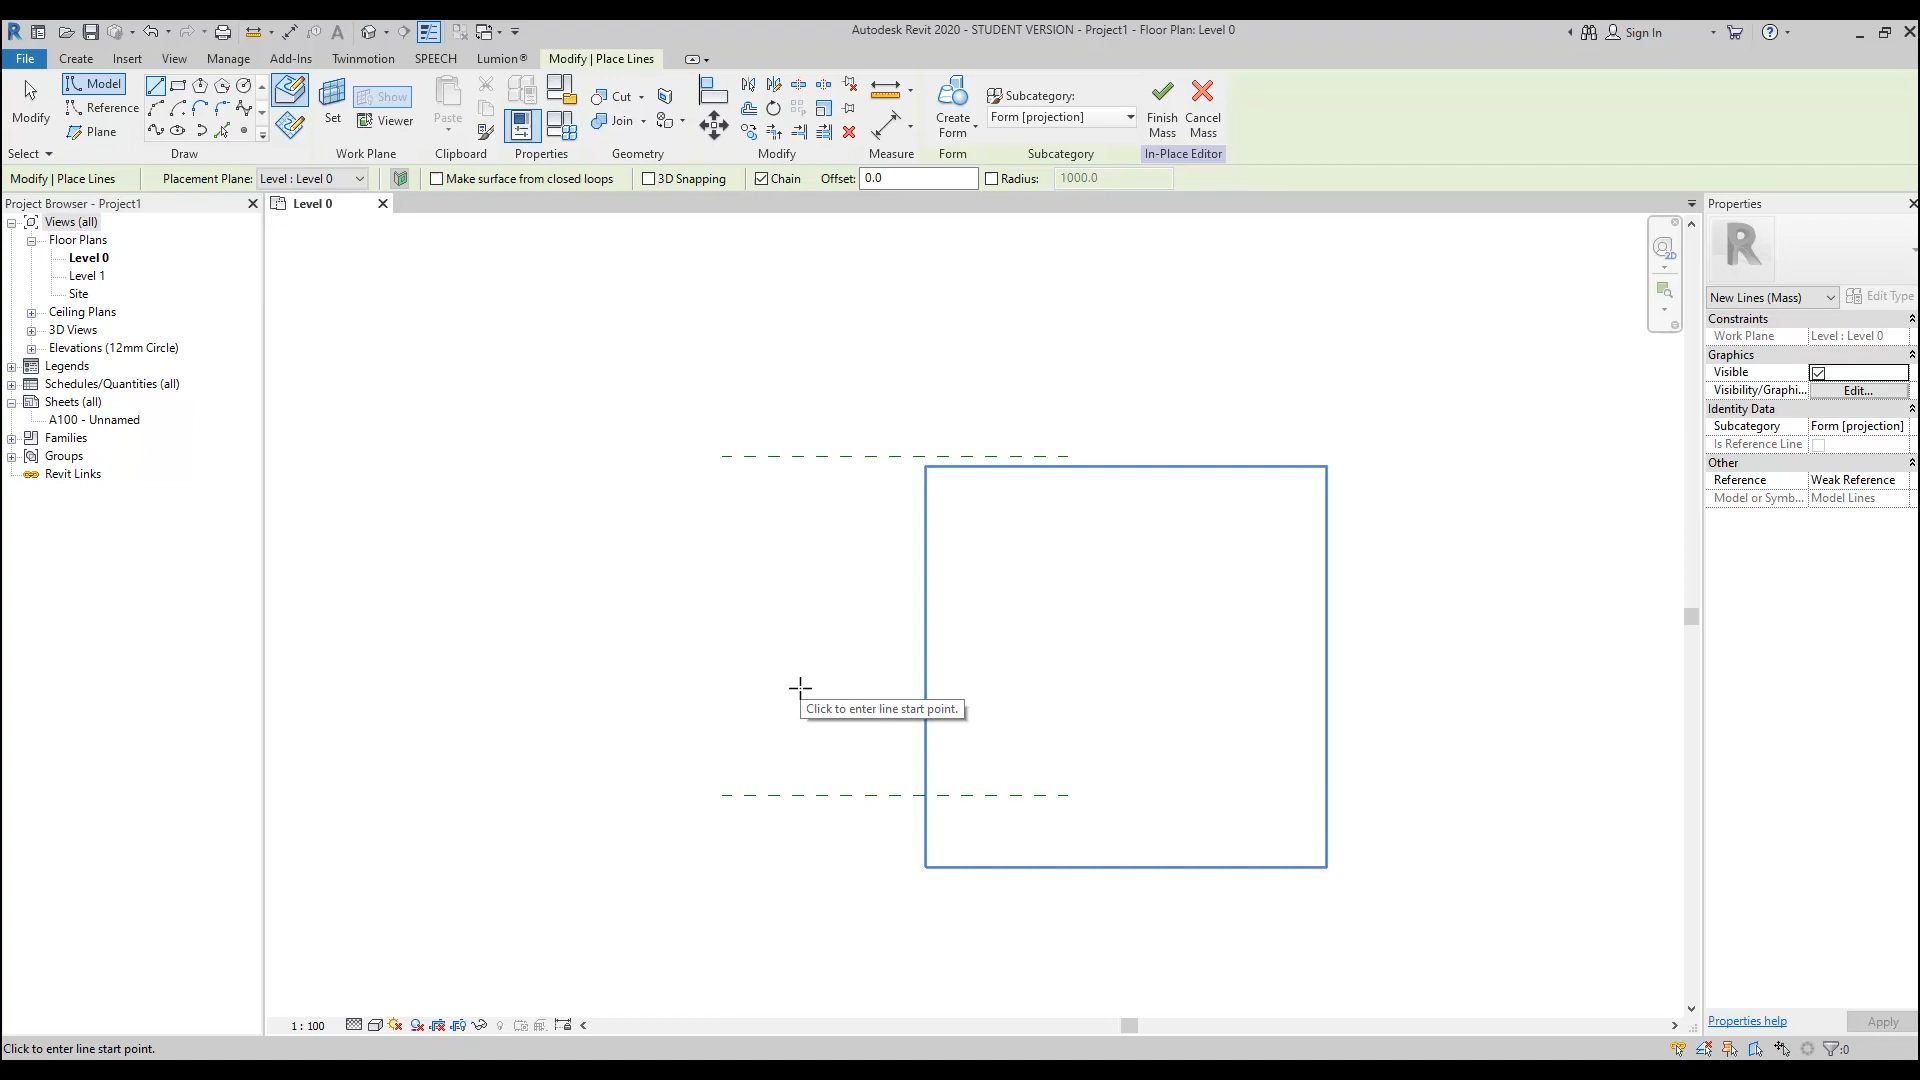 Autodesk Revit 2020 - STUDENT VERSION - Project1 - Floor Plan: Level 0
Sign In
File Create Insert View Manage Add-Ins Twinmotion SPEECH Lumion® Modify | Place Lines
Modify
Model
Reference
Plane
Set
Show
Viewer
Paste
Cut
Join
Create Form
Subcategory:
Form [projection]
Finish Mass
Cancel Mass
Select Draw Work Plane Clipboard Properties Geometry Modify Measure Form Subcategory In-Place Editor
Modify | Place Lines Placement Plane: Level : Level 0 Make surface from closed loops 3D Snapping Chain Offset: 0.0 Radius: 1000.0
Project Browser - Project1
Views (all)
Floor Plans
Level 0
Level 1
Site
Ceiling Plans
3D Views
Elevations (12mm Circle)
Legends
Schedules/Quantities (all)
Sheets (all)
A100 - Unnamed
Families
Groups
Revit Links
Level 0
2D
Click to enter line start point.
Properties
R
New Lines (Mass) Edit Type
Constraints
Work Plane Level : Level 0
Graphics
Visible
Visibility/Graphi... Edit...
Identity Data
Subcategory Form [projection]
Is Reference Line
Other
Reference Weak Reference
Model or Symb... Model Lines
Properties help Apply
1 : 100
Click to enter line start point.
:0